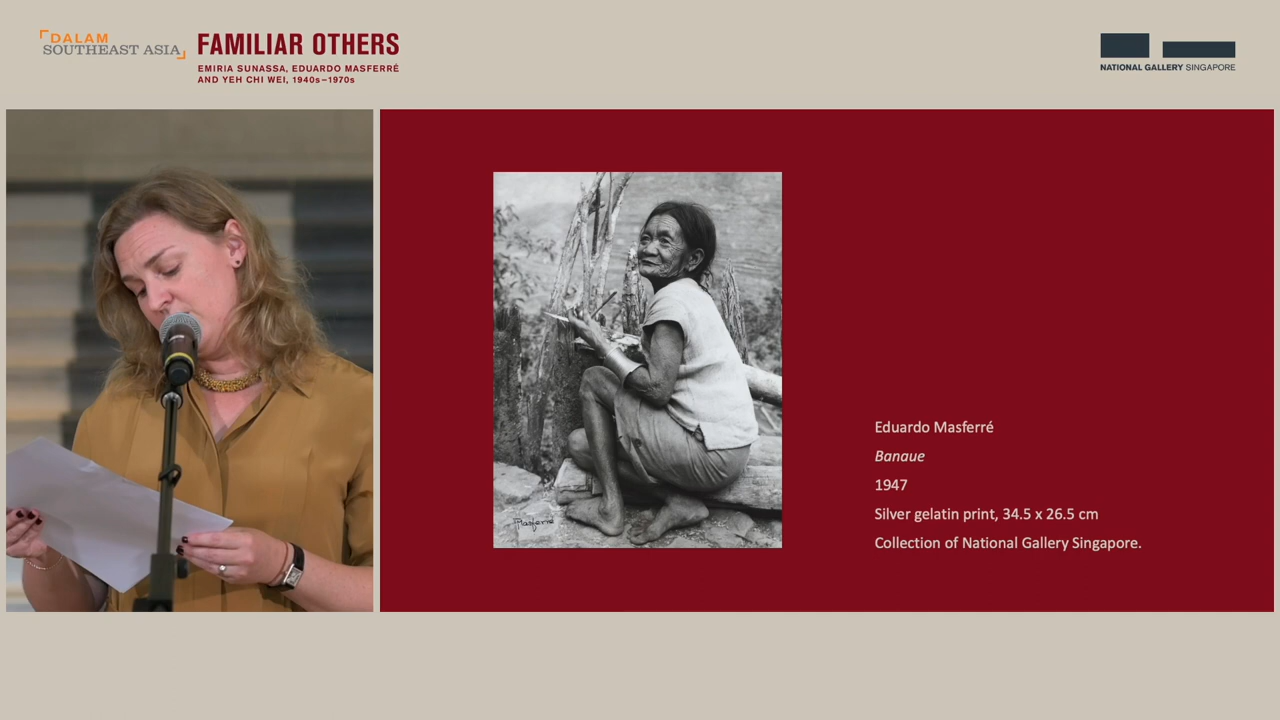 DALAM
SOUTHEAST ASIA
FAMILIAR OTHERS
EMIRIA SUNASSA, EDUARDO MASFERRÉ
AND YEH CHI WEI, 1940s–1970s
NATIONAL GALLERY SINGAPORE
Masferré
Eduardo Masferré
Banaue
1947
Silver gelatin print, 34.5 x 26.5 cm
Collection of National Gallery Singapore.